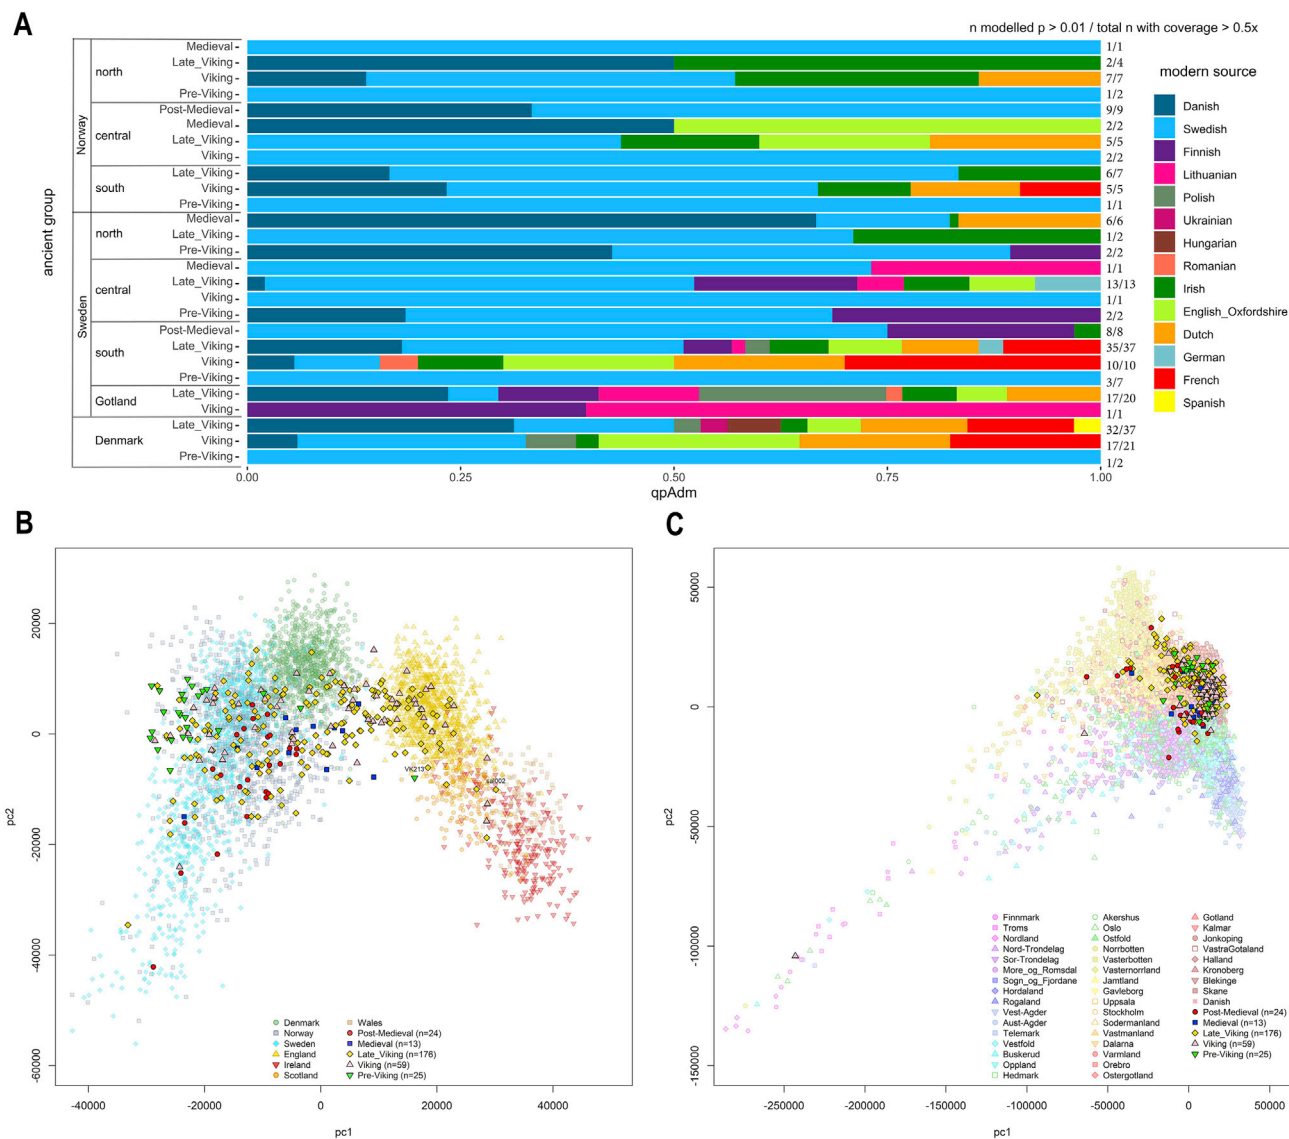 A
n modelled p > 0.01 / total n with coverage > 0.5x
ancient group
Norway
north
Medieval 1/1
Late_Viking 2/4
Viking 7/7
Pre-Viking 1/2
central
Post-Medieval 9/9
Medieval 2/2
Late_Viking 5/5
Viking 2/2
south
Late_Viking 6/7
Viking 5/5
Pre-Viking 1/1
Sweden
north
Medieval 6/6
Late_Viking 1/2
Pre-Viking 2/2
central
Medieval 1/1
Late_Viking 13/13
Viking 1/1
Pre-Viking 2/2
south
Post-Medieval 8/8
Late_Viking 35/37
Viking 10/10
Pre-Viking 3/7
Gotland
Late_Viking 17/20
Viking 1/1
Denmark
Late_Viking 32/37
Viking 17/21
Pre-Viking 1/2
0.00 0.25 0.50 0.75 1.00
qpAdm
modern source
Danish
Swedish
Finnish
Lithuanian
Polish
Ukrainian
Hungarian
Romanian
Irish
English_Oxfordshire
Dutch
German
French
Spanish
B
pc2
20000
0
-20000
-40000
-60000
VK213
Denmark
Norway
Sweden
England
Ireland
Scotland
Wales
Post-Medieval (n=24)
Medieval (n=13)
Late_Viking (n=176)
Viking (n=59)
Pre-Viking (n=25)
-40000 -20000 0 20000 40000
pc1
C
pc2
50000
0
-50000
-100000
-150000
Finnmark
Troms
Nordland
Nord-Trondelag
Sor-Trondelag
More_og_Romsdal
Sogn_og_Fjordane
Hordaland
Rogaland
Vest-Agder
Aust-Agder
Telemark
Vestfold
Buskerud
Oppland
Hedmark
Akershus
Oslo
Ostfold
Norrbotten
Vasterbotten
Vasternorrland
Jamtland
Gavleborg
Uppsala
Stockholm
Sodermanland
Vastmanland
Dalarna
Varmland
Orebro
Ostergotland
Gotland
Kalmar
Jonkoping
VastraGotaland
Halland
Kronoberg
Blekinge
Skane
Danish
Post-Medieval (n=24)
Medieval (n=13)
Late_Viking (n=176)
Viking (n=59)
Pre-Viking (n=25)
-250000 -200000 -150000 -100000 -50000 0 50000
pc1